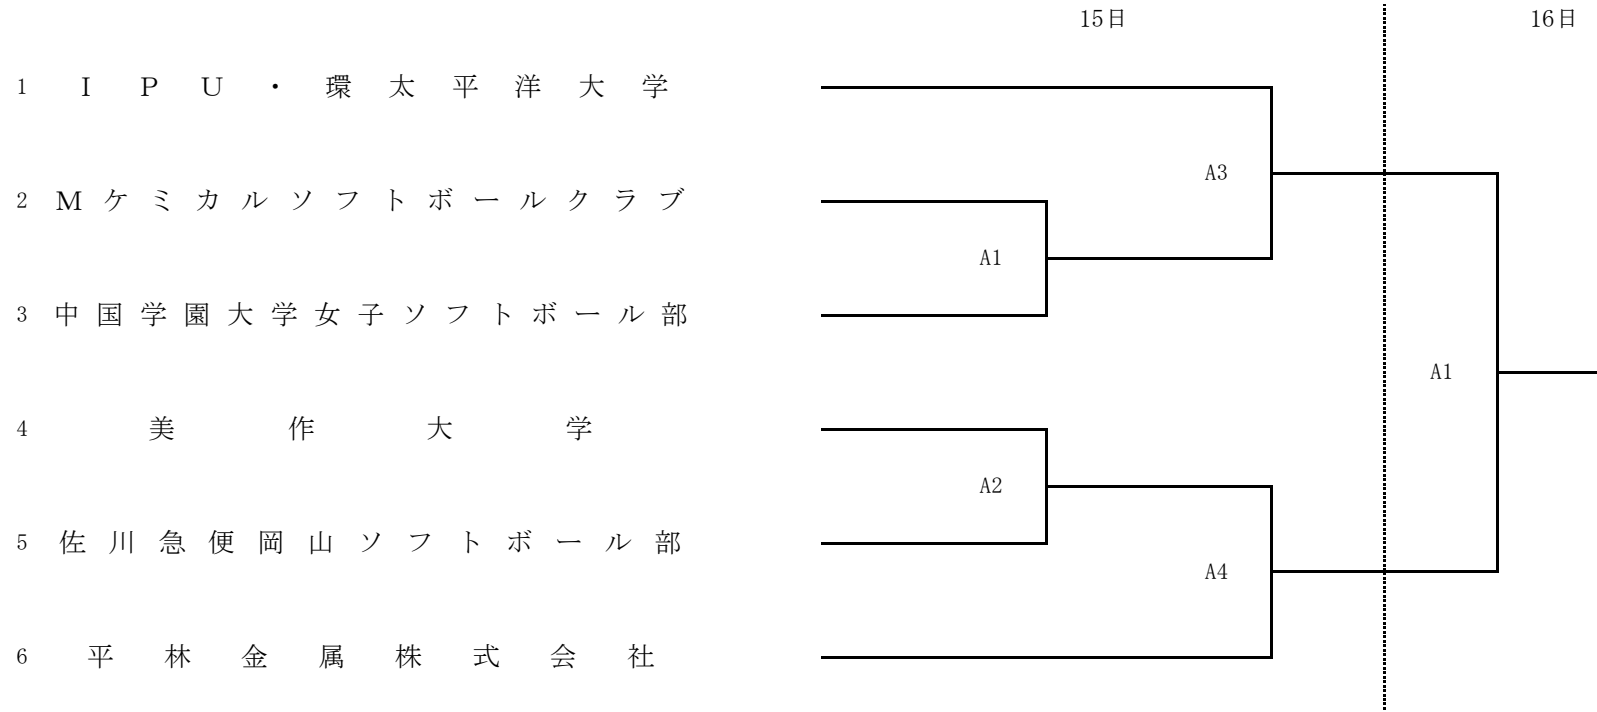 15日 16日
1 ＩＰＵ・環太平洋大学
A3
2 Ｍケミカルソフトボールクラブ
A1
3 中国学園大学女子ソフトボール部
A1
4 美作大学
A2
5 佐川急便岡山ソフトボール部
A4
6 平林金属株式会社